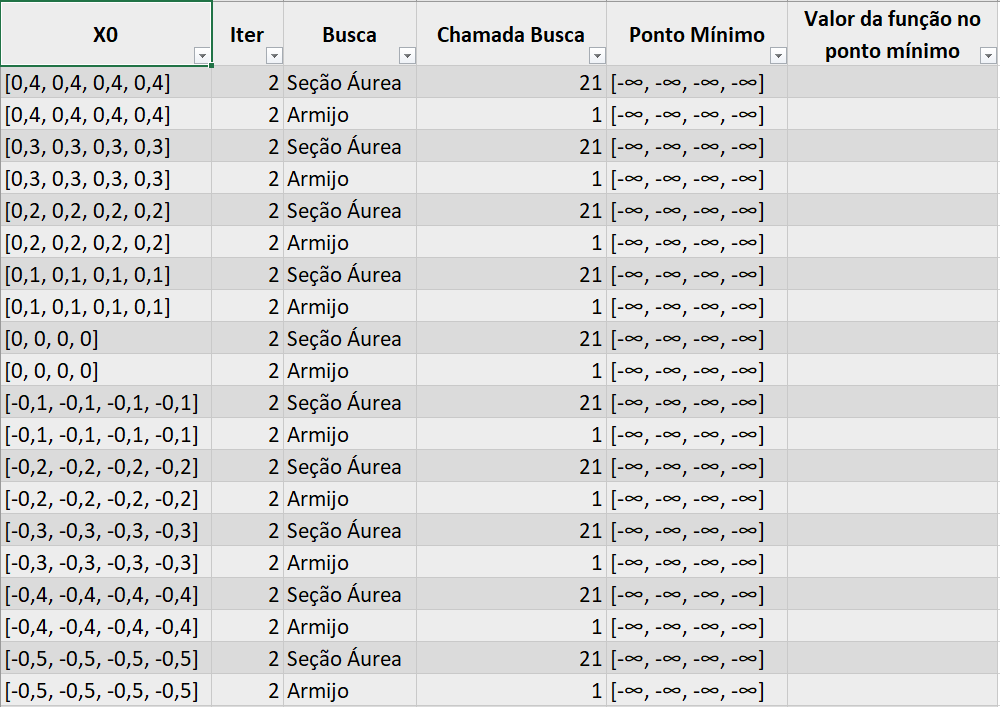 X0 Iter Busca Chamada Busca Ponto Mínimo Valor da função no ponto mínimo
[0,4, 0,4, 0,4, 0,4] 2 Seção Áurea 21 [-∞, -∞, -∞, -∞]
[0,4, 0,4, 0,4, 0,4] 2 Armijo 1 [-∞, -∞, -∞, -∞]
[0,3, 0,3, 0,3, 0,3] 2 Seção Áurea 21 [-∞, -∞, -∞, -∞]
[0,3, 0,3, 0,3, 0,3] 2 Armijo 1 [-∞, -∞, -∞, -∞]
[0,2, 0,2, 0,2, 0,2] 2 Seção Áurea 21 [-∞, -∞, -∞, -∞]
[0,2, 0,2, 0,2, 0,2] 2 Armijo 1 [-∞, -∞, -∞, -∞]
[0,1, 0,1, 0,1, 0,1] 2 Seção Áurea 21 [-∞, -∞, -∞, -∞]
[0,1, 0,1, 0,1, 0,1] 2 Armijo 1 [-∞, -∞, -∞, -∞]
[0, 0, 0, 0] 2 Seção Áurea 21 [-∞, -∞, -∞, -∞]
[0, 0, 0, 0] 2 Armijo 1 [-∞, -∞, -∞, -∞]
[-0,1, -0,1, -0,1, -0,1] 2 Seção Áurea 21 [-∞, -∞, -∞, -∞]
[-0,1, -0,1, -0,1, -0,1] 2 Armijo 1 [-∞, -∞, -∞, -∞]
[-0,2, -0,2, -0,2, -0,2] 2 Seção Áurea 21 [-∞, -∞, -∞, -∞]
[-0,2, -0,2, -0,2, -0,2] 2 Armijo 1 [-∞, -∞, -∞, -∞]
[-0,3, -0,3, -0,3, -0,3] 2 Seção Áurea 21 [-∞, -∞, -∞, -∞]
[-0,3, -0,3, -0,3, -0,3] 2 Armijo 1 [-∞, -∞, -∞, -∞]
[-0,4, -0,4, -0,4, -0,4] 2 Seção Áurea 21 [-∞, -∞, -∞, -∞]
[-0,4, -0,4, -0,4, -0,4] 2 Armijo 1 [-∞, -∞, -∞, -∞]
[-0,5, -0,5, -0,5, -0,5] 2 Seção Áurea 21 [-∞, -∞, -∞, -∞]
[-0,5, -0,5, -0,5, -0,5] 2 Armijo 1 [-∞, -∞, -∞, -∞]